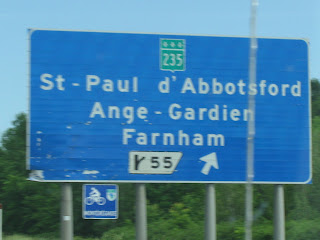 235
St-Paul d'Abbotsford
Ange-Gardien
Farnham
55